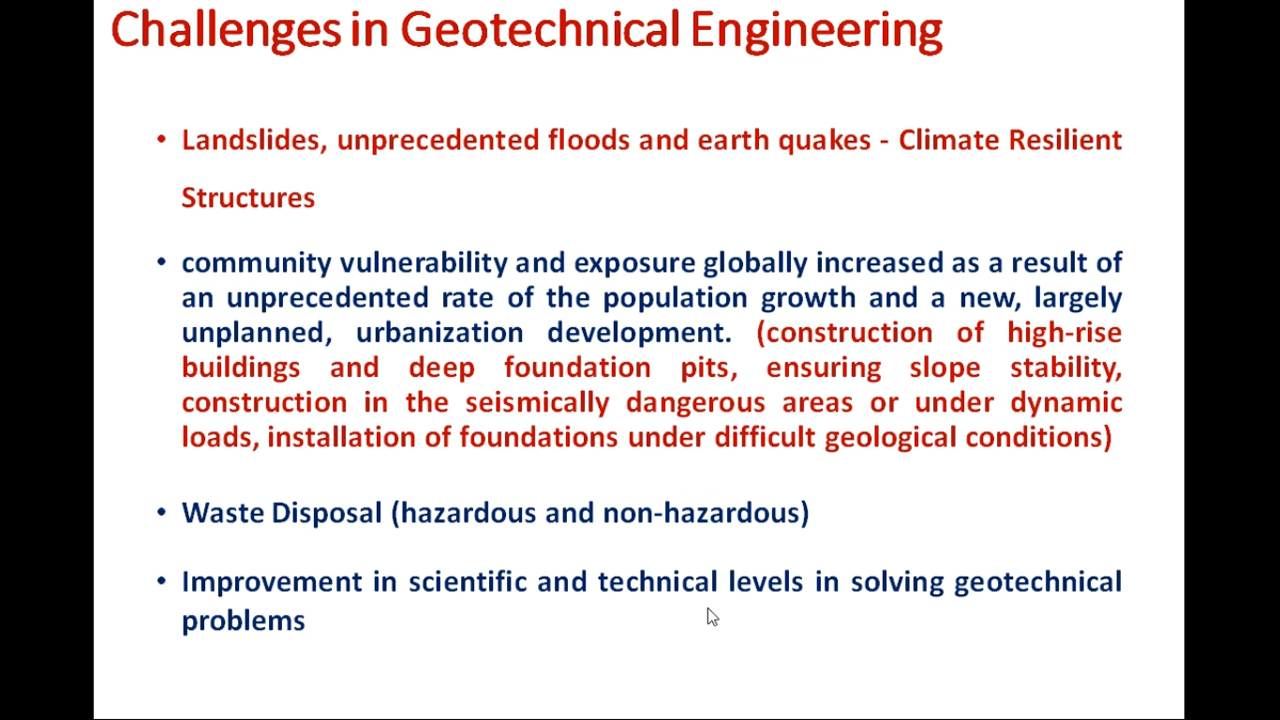 Challenges in Geotechnical Engineering
• Landslides, unprecedented floods and earth quakes - Climate Resilient
Structures
• community vulnerability and exposure globally increased as a result of
an unprecedented rate of the population growth and a new, largely
unplanned, urbanization development. (construction of high-rise
buildings and deep foundation pits, ensuring slope stability,
construction in the seismically dangerous areas or under dynamic
loads, installation of foundations under difficult geological conditions)
• Waste Disposal (hazardous and non-hazardous)
• Improvement in scientific and technical levels in solving geotechnical
problems